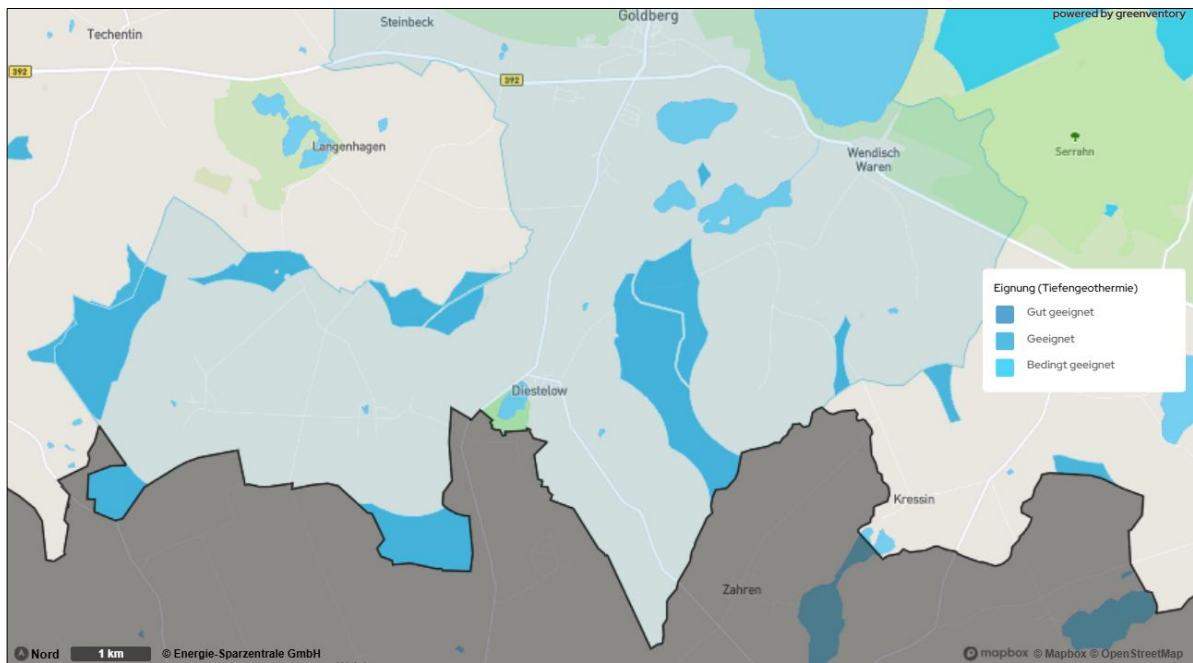 Steinbeck
Goldberg
powered by greenventory
Techentin
392
392
Langenhagen
Wendisch
Waren
Serrahn
Eignung (Tiefengeothermie)
Gut geeignet
Geeignet
Bedingt geeignet
Diestelow
Kressin
Zahren
Nord
1 km
© Energie-Sparzentrale GmbH
mapbox © Mapbox © OpenStreetMap